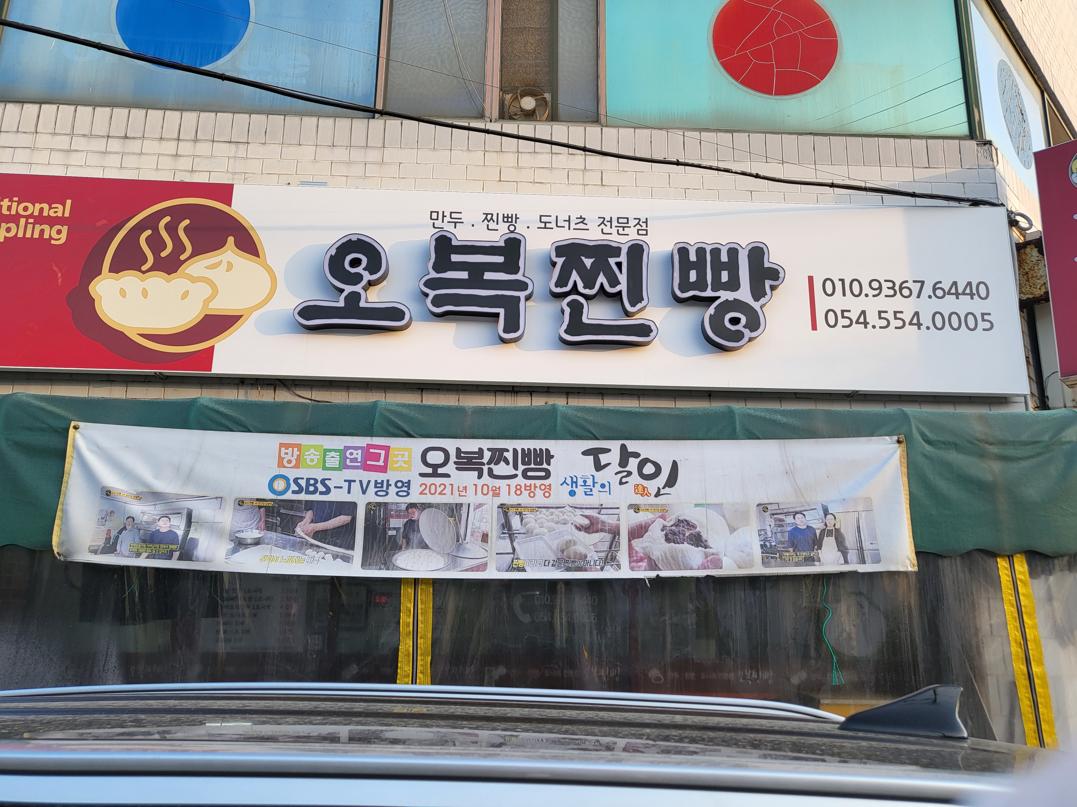 tional
pling
만두 . 찐빵 . 도너츠 전문점
오복찐빵
010.9367.6440
054.554.0005
방송출연그곳 오복찐빵
SBS-TV방영 2021년 10월 18방영 생활의 달인